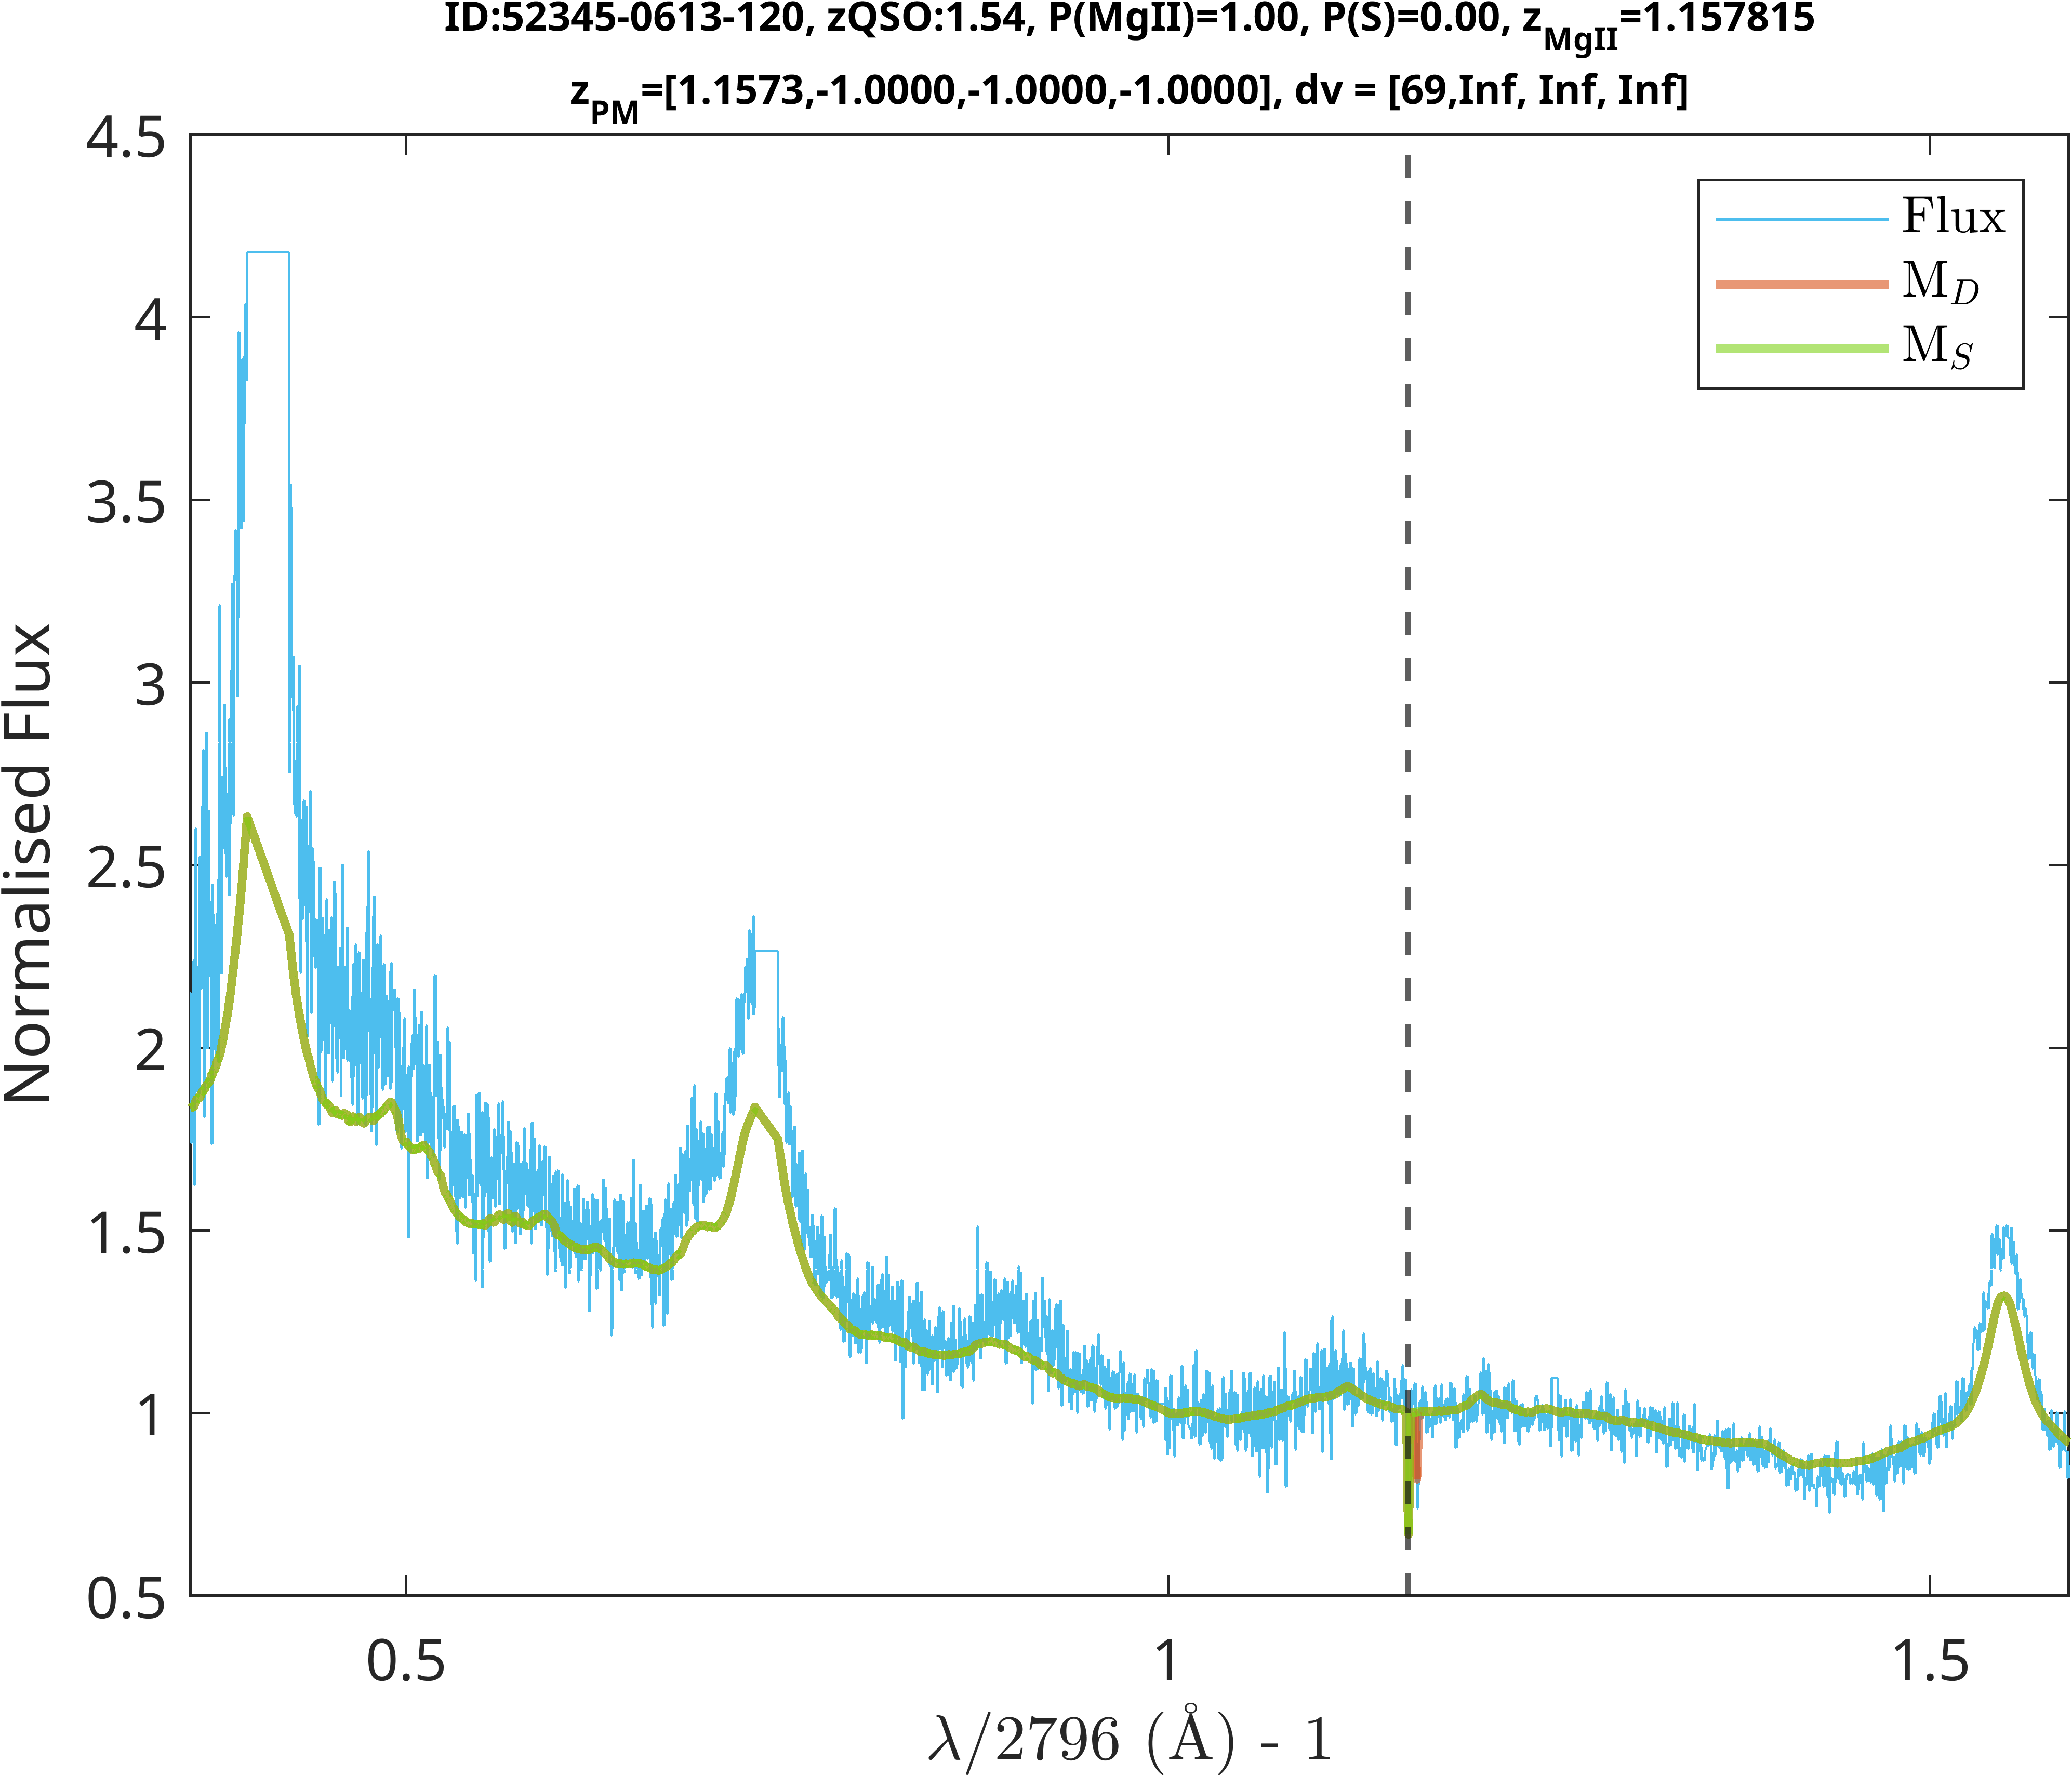 ID:52345-0613-120, zQSO:1.54, P(MgII)=1.00, P(S)=0.00, zMgII=1.157815
zPM=[1.1573,-1.0000,-1.0000,-1.0000], dv = [69,Inf, Inf, Inf]
4.5
4
3.5
3
2.5
2
1.5
1
0.5
Normalised Flux
Flux
MD
MS
0.5
1
1.5
λ/2796 (Å) - 1